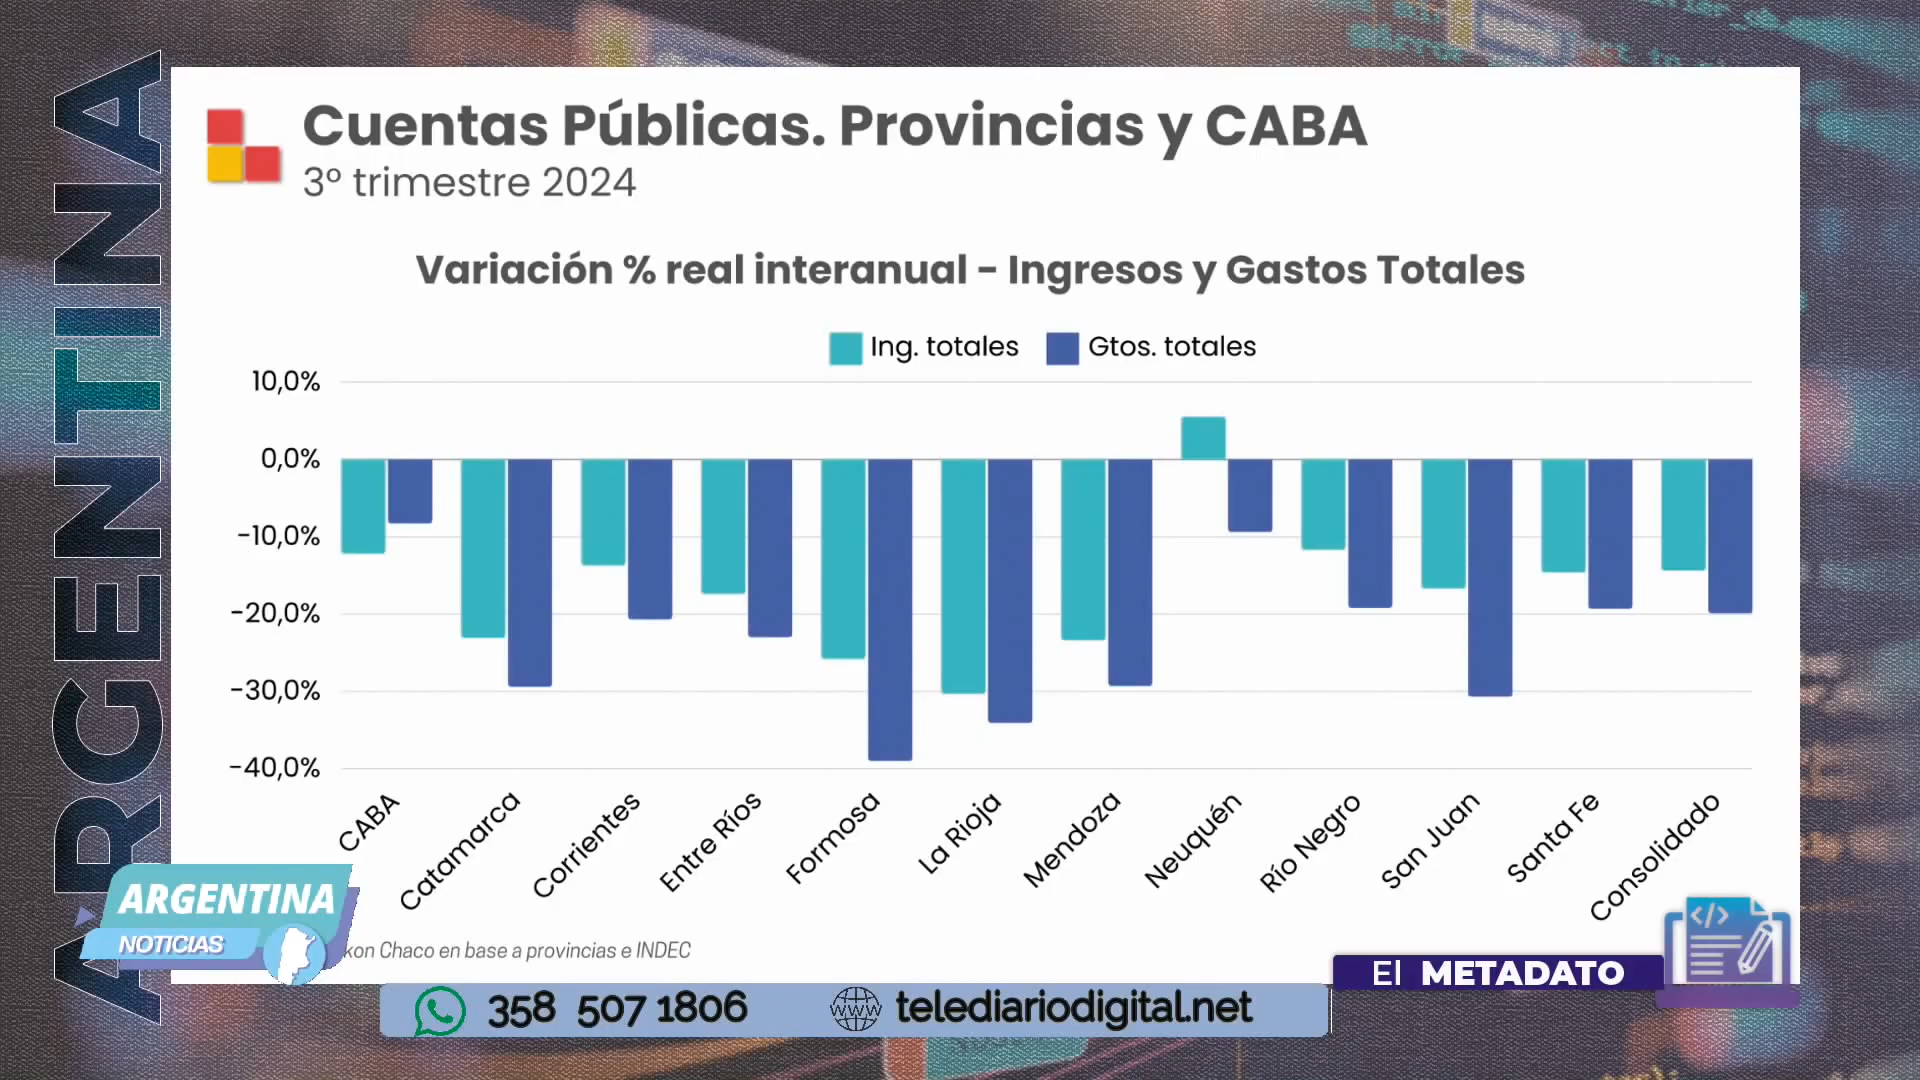 ARGENTINA
Cuentas Públicas. Provincias y CABA
3º trimestre 2024
Variación % real interanual - Ingresos y Gastos Totales
Ing. totales Gtos. totales
10,0%
0,0%
-10,0%
-20,0%
-30,0%
-40,0%
CABA
Catamarca
Corrientes
Entre Ríos
Formosa
La Rioja
Mendoza
Neuquén
Río Negro
San Juan
Santa Fe
Consolidado
ARGENTINA
NOTICIAS
Chaco en base a provincias e INDEC
El METADATO
</>
358 507 1806
www
telediariodigital.net